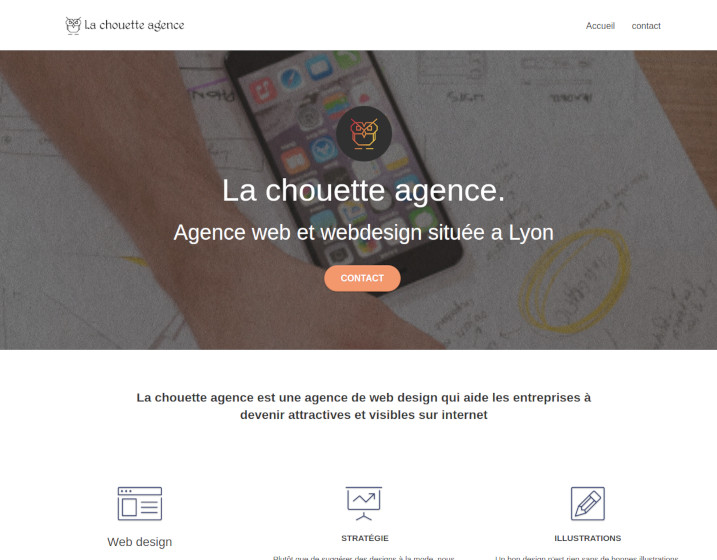 La chouette agence
Accueil contact
La chouette agence.
Agence web et webdesign située a Lyon
CONTACT
La chouette agence est une agence de web design qui aide les entreprises à
devenir attractives et visibles sur internet
Web design
STRATÉGIE
ILLUSTRATIONS
Plutôt que de suggérer des designs à la mode, nous
Un bon design n'est rien sans de bonnes illustrations